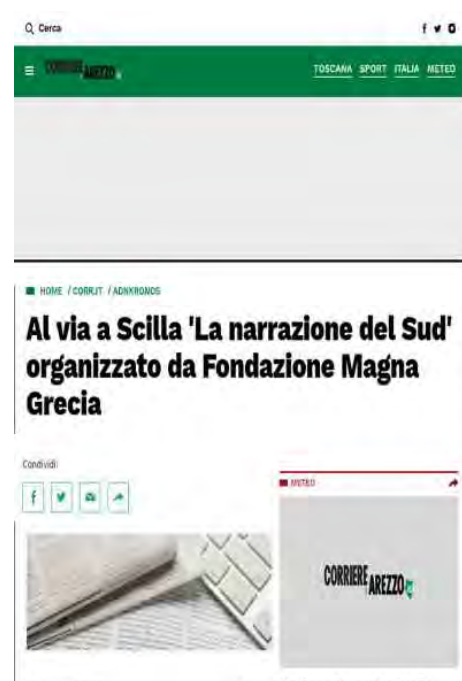 Cerca
CORRIERE AREZZO
TOSCANA SPORT ITALIA METEO
HOME / CORR.IT / ADNKRONOS
Al via a Scilla 'La narrazione del Sud'
organizzato da Fondazione Magna
Grecia
Condividi:
METEO
CORRIERE AREZZO